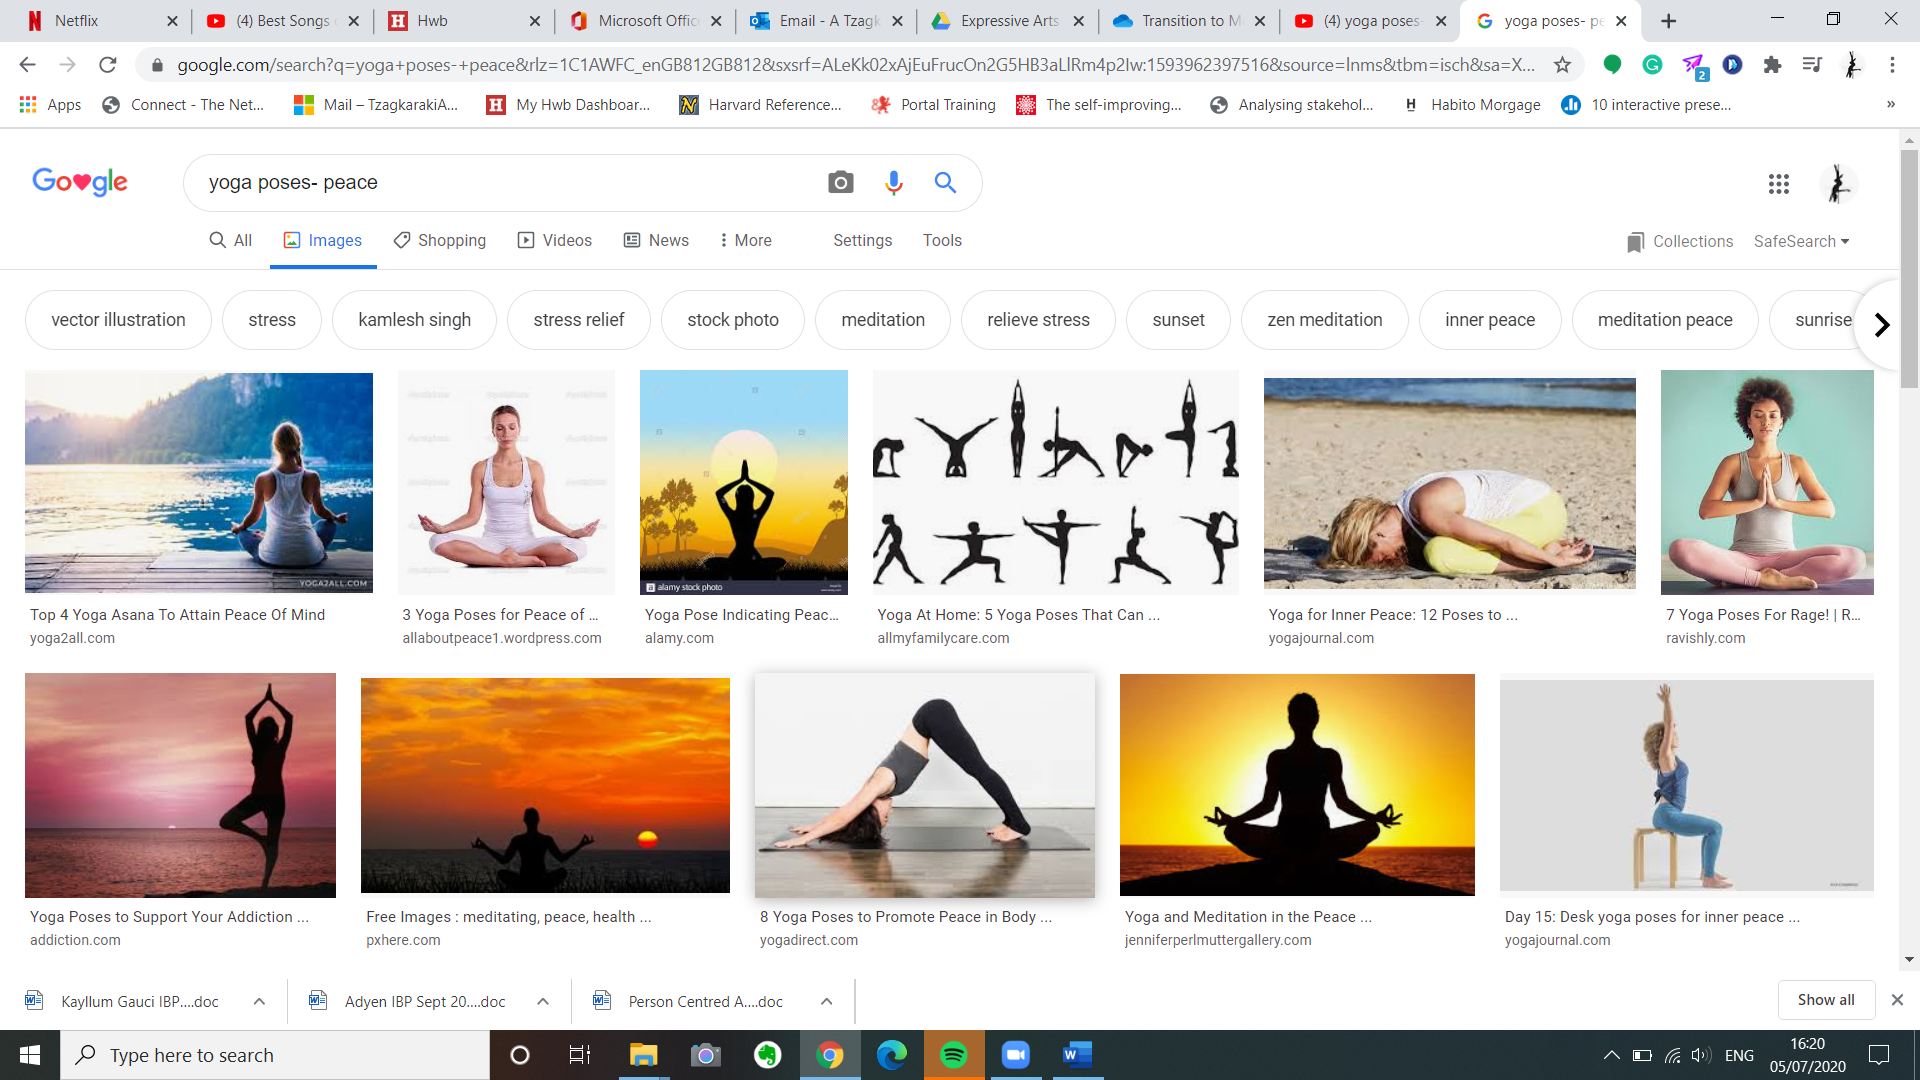 Netflix
(4) Best Songs
Hwb
Microsoft Offic
Email - A Tzagk
Expressive Arts
Transition to M
(4) yoga poses-
yoga poses- pe
google.com/search?q=yoga+poses-+peace&rlz=1C1AWFC_enGB812GB812&sxsrf=ALeKk02xAjEuFrucOn2G5HB3aLlRm4p2Iw:1593962397516&source=lnms&tbm=isch&sa=X...
2
Apps
Connect - The Net...
Mail – TzagkarakiA...
My Hwb Dashboar...
Harvard Reference...
Portal Training
The self-improving...
Analysing stakehol...
Habito Morgage
10 interactive prese...
»
Google
yoga poses- peace
All
Images
Shopping
Videos
News
More
Settings
Tools
Collections
SafeSearch
vector illustration
stress
kamlesh singh
stress relief
stock photo
meditation
relieve stress
sunset
zen meditation
inner peace
meditation peace
sunrise
YOGA2ALL.COM
a alamy stock photo
Top 4 Yoga Asana To Attain Peace Of Mind
yoga2all.com
3 Yoga Poses for Peace of ...
allaboutpeace1.wordpress.com
Yoga Pose Indicating Peac...
alamy.com
Yoga At Home: 5 Yoga Poses That Can ...
allmyfamilycare.com
Yoga for Inner Peace: 12 Poses to ...
yogajournal.com
7 Yoga Poses For Rage! | R...
ravishly.com
Yoga Poses to Support Your Addiction ...
addiction.com
Free Images : meditating, peace, health ...
pxhere.com
8 Yoga Poses to Promote Peace in Body ...
yogadirect.com
Yoga and Meditation in the Peace ...
jenniferperlmuttergallery.com
Day 15: Desk yoga poses for inner peace ...
yogajournal.com
Kayllum Gauci IBP....doc
Adyen IBP Sept 20....doc
Person Centred A....doc
Show all
Type here to search
ENG
16:20
05/07/2020